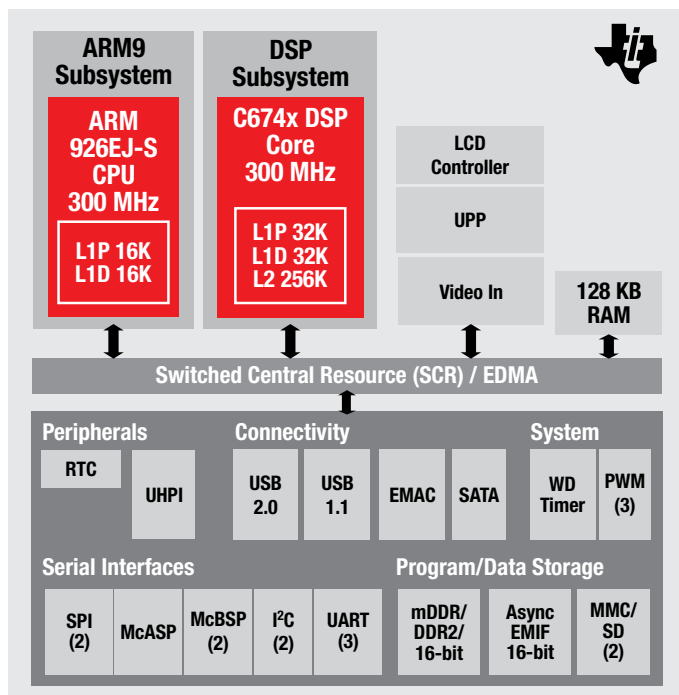 ARM9
Subsystem
ARM
926EJ-S
CPU
300 MHz
L1P 16K
L1D 16K
DSP
Subsystem
C674x DSP
Core
300 MHz
L1P 32K
L1D 32K
L2 256K
LCD
Controller
UPP
Video In
128 KB
RAM
Switched Central Resource (SCR) / EDMA
Peripherals
RTC
UHPI
Connectivity
USB
2.0
USB
1.1
EMAC
SATA
System
WD
Timer
PWM
(3)
Serial Interfaces
SPI
(2)
McASP
McBSP
(2)
I²C
(2)
UART
(3)
Program/Data Storage
mDDR/
DDR2/
16-bit
Async
EMIF
16-bit
MMC/
SD
(2)